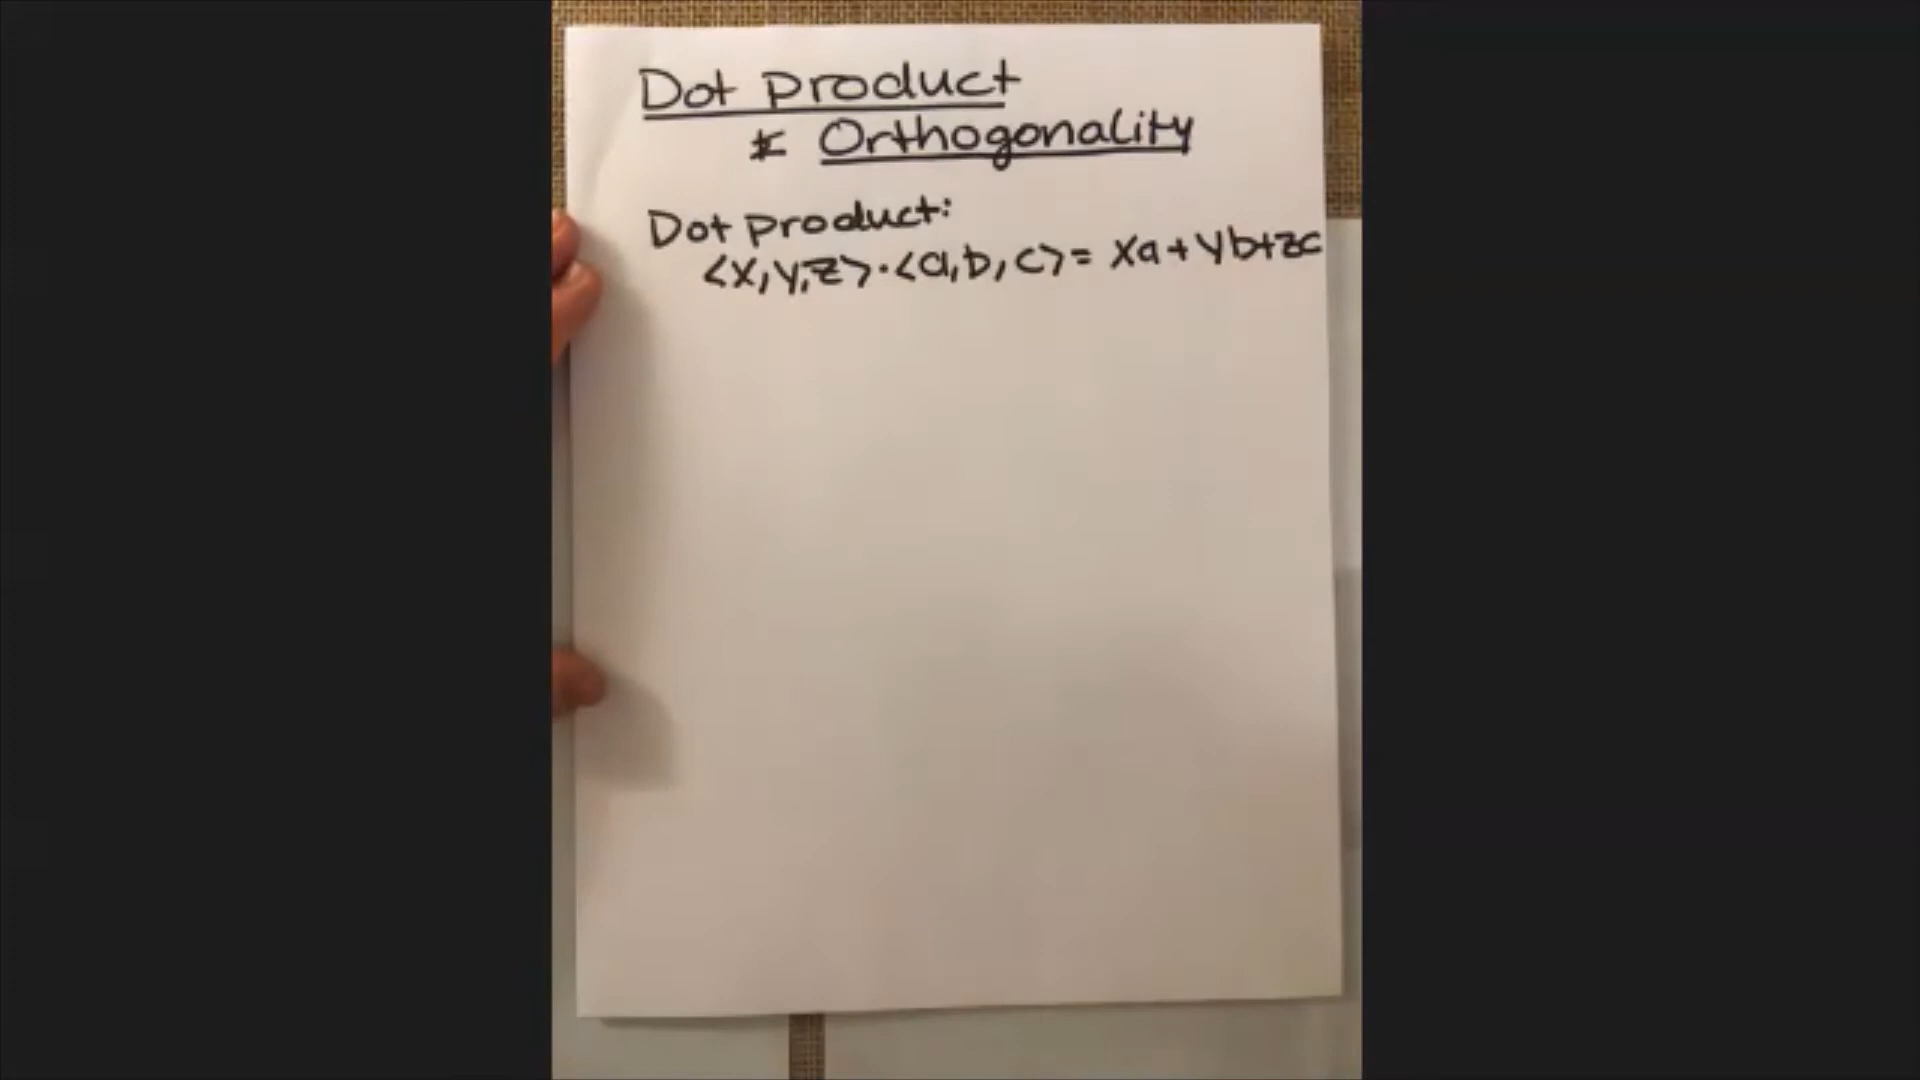 Dot product
& Orthogonality
Dot product:
<x,y,z>·<a,b,c>= xa+yb+zc